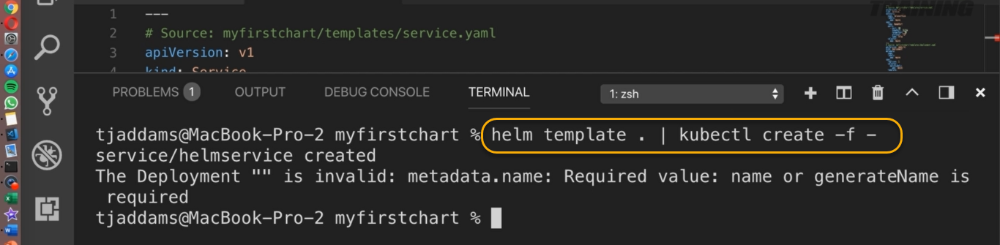 TRAINING
1 ---
2 # Source: myfirstchart/templates/service.yaml
3 apiVersion: v1
4 kind: Service
PROBLEMS 1 OUTPUT DEBUG CONSOLE TERMINAL 1: zsh
tjaddams@MacBook-Pro-2 myfirstchart % helm template . | kubectl create -f -
service/helmservice created
The Deployment "" is invalid: metadata.name: Required value: name or generateName is
required
tjaddams@MacBook-Pro-2 myfirstchart %